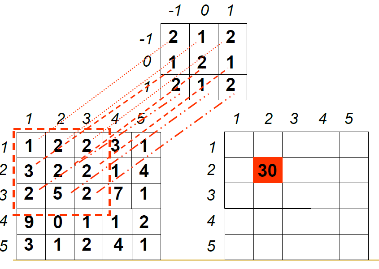 -1 0 1
-1 2 1 2
0 1 2 1
1 2 1 2
1 2 3 4 5
1 1 2 2 3 1
2 3 2 2 1 4
3 2 5 2 7 1
4 9 0 1 1 2
5 3 1 2 4 1
1 2 3 4 5
1
2 30
3
4
5